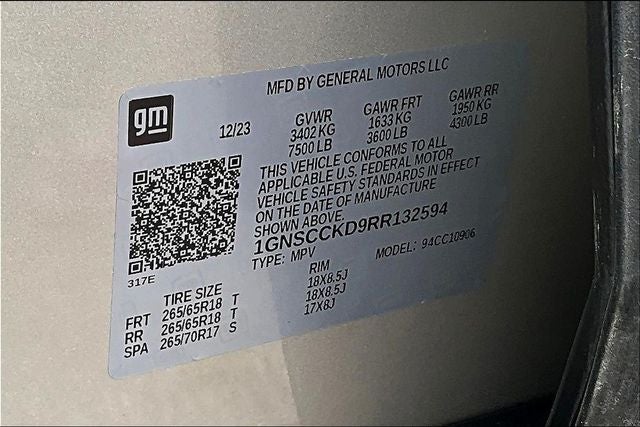 MFD BY GENERAL MOTORS LLC
gm
12/23
GVWR GAWR FRT GAWR RR
3402 KG 1633 KG 1950 KG
7500 LB 3600 LB 4300 LB
THIS VEHICLE CONFORMS TO ALL
APPLICABLE U.S. FEDERAL MOTOR
VEHICLE SAFETY STANDARDS IN EFFECT
ON THE DATE OF MANUFACTURE
SHOWN ABOVE.
1GNSCCKD9RR132594
TYPE: MPV MODEL: 94CC10906
317E
TIRE SIZE RIM
FRT 265/65R18 T 18X8.5J
RR 265/65R18 T 18X8.5J
SPA 265/70R17 S 17X8J